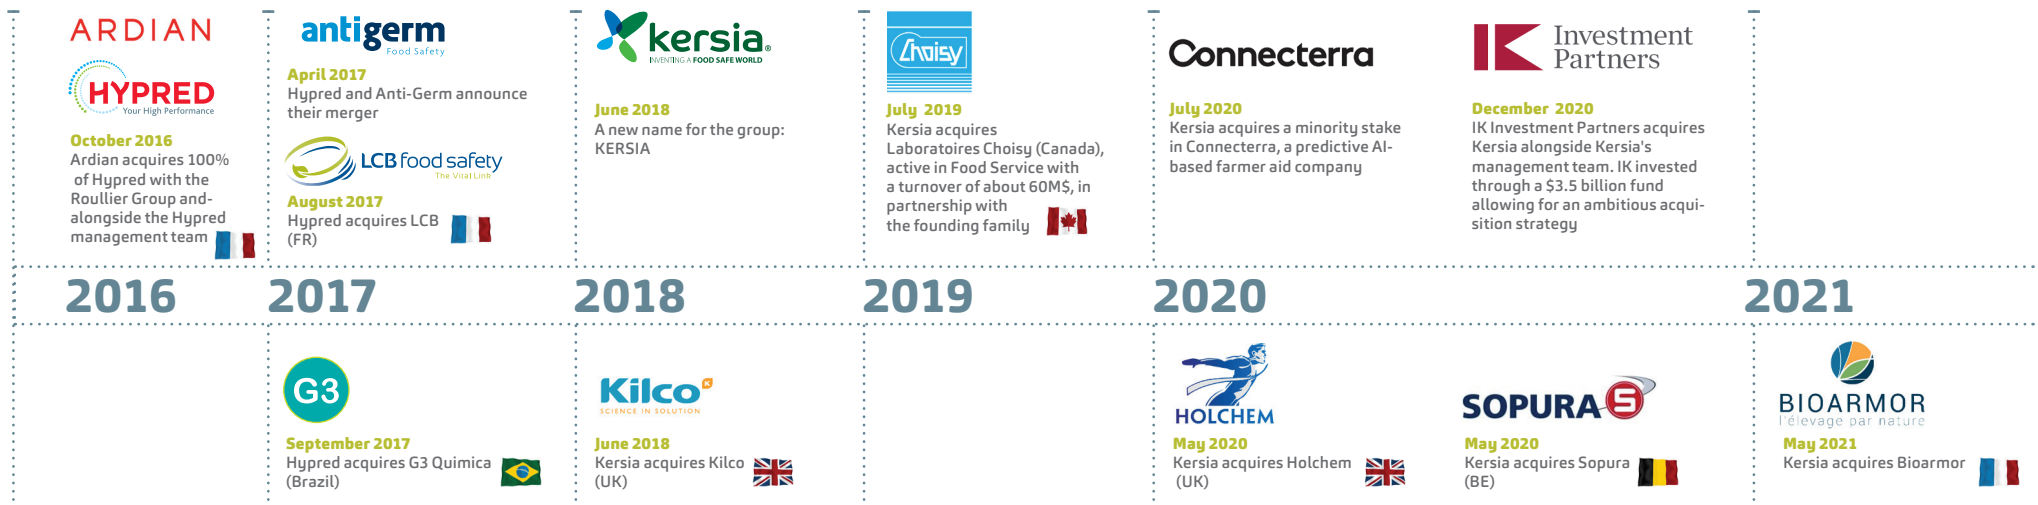 ARDIAN
HYPRED
Your High Performance
October 2016
Ardian acquires 100%
of Hypred with the
Roullier Group and-
alongside the Hypred
management team
antigerm
Food Safety
April 2017
Hypred and Anti-Germ announce
their merger
LCB food safety
The Vital Link
August 2017
Hypred acquires LCB
(FR)
kersia®
INVENTING A FOOD SAFE WORLD
June 2018
A new name for the group:
KERSIA
Choisy
July 2019
Kersia acquires
Laboratoires Choisy (Canada),
active in Food Service with
a turnover of about 60M$, in
partnership with
the founding family
Connecterra
July 2020
Kersia acquires a minority stake
in Connecterra, a predictive AI-
based farmer aid company
IK Investment
Partners
December 2020
IK Investment Partners acquires
Kersia alongside Kersia's
management team. IK invested
through a $3.5 billion fund
allowing for an ambitious acqui-
sition strategy
2016
2017
2018
2019
2020
2021
G3
September 2017
Hypred acquires G3 Quimica
(Brazil)
Kilco K
SCIENCE IN SOLUTION
June 2018
Kersia acquires Kilco
(UK)
HOLCHEM
May 2020
Kersia acquires Holchem
(UK)
SOPURA S
May 2020
Kersia acquires Sopura
(BE)
BIOARMOR
l'élevage par nature
May 2021
Kersia acquires Bioarmor